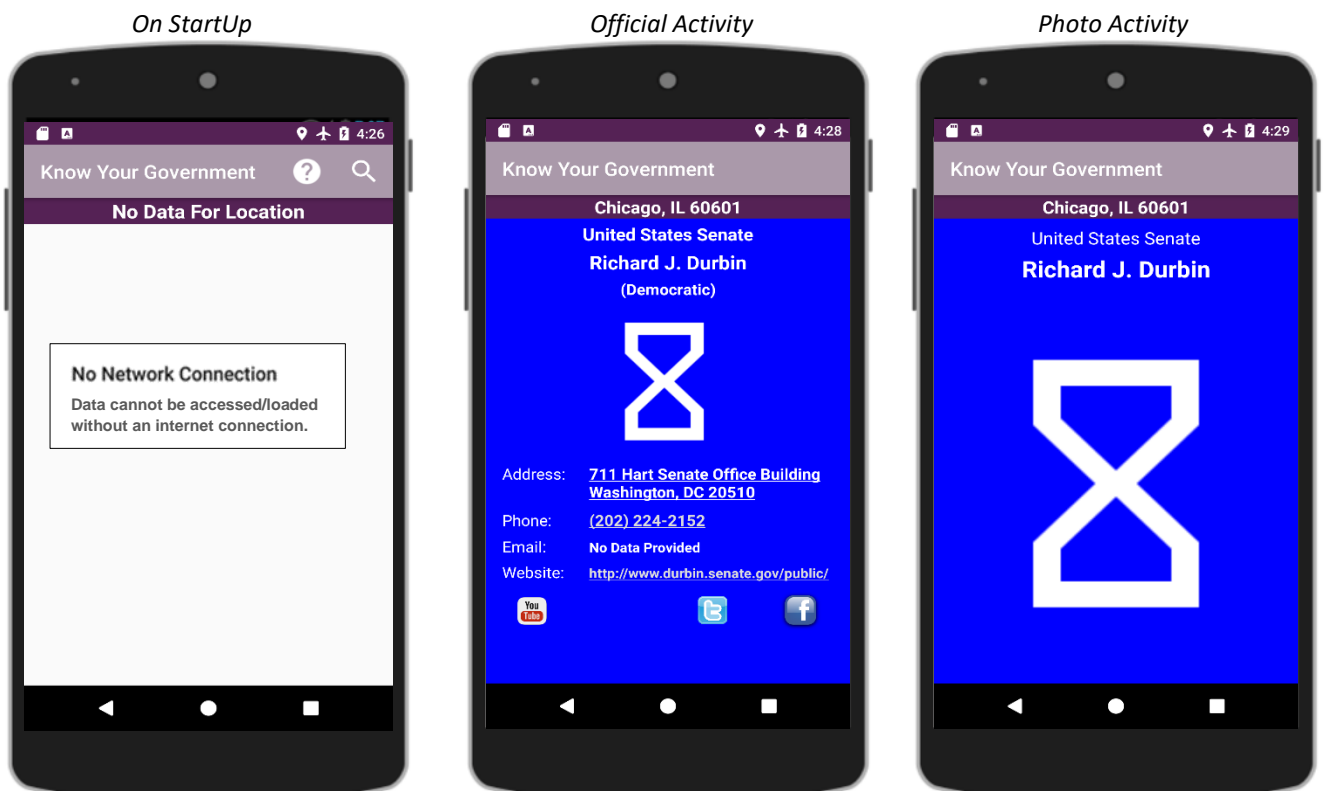 On StartUp
4:26
Know Your Government
?
No Data For Location
No Network Connection
Data cannot be accessed/loaded
without an internet connection.
Official Activity
A
4:28
Know Your Government
Chicago, IL 60601
United States Senate
Richard J. Durbin
(Democratic)
Address: 711 Hart Senate Office Building
Washington, DC 20510
Phone: (202) 224-2152
Email: No Data Provided
Website: http://www.durbin.senate.gov/public/
You
Tube
Photo Activity
A
4:29
Know Your Government
Chicago, IL 60601
United States Senate
Richard J. Durbin